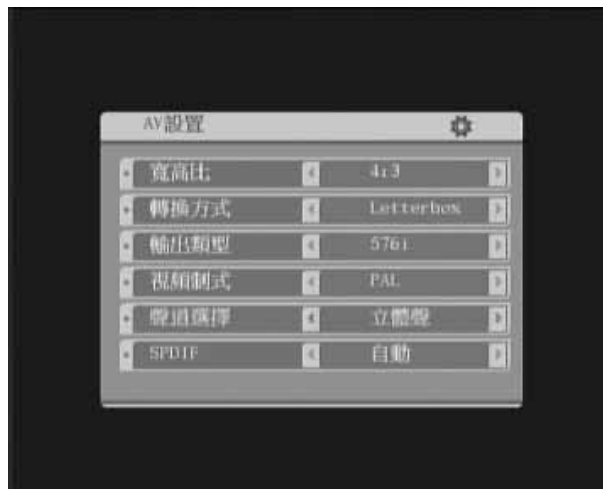 AV設置
寬高比 4:3
轉換方式 Letterbox
輸出類型 576i
視頻制式 PAL
聲道選擇 立體聲
SPDIF 自動